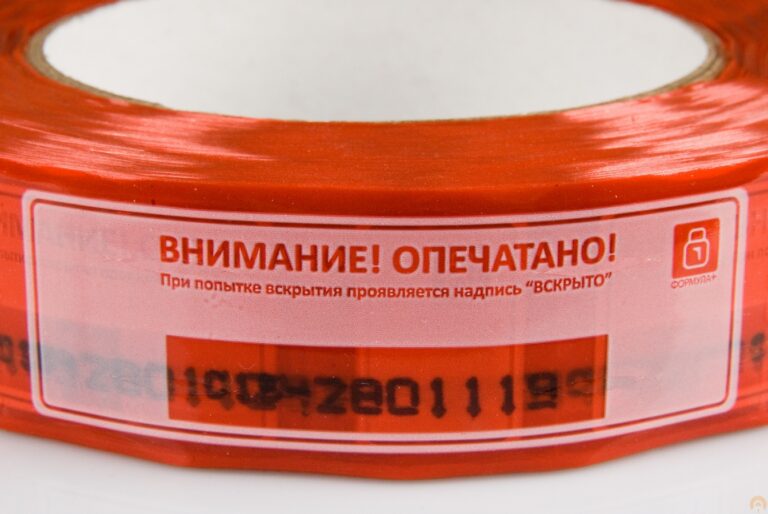 ВНИМАНИЕ! ОПЕЧАТАНО!
При попытке вскрытия проявляется надпись “ВСКРЫТО”
ФОРМУЛА+